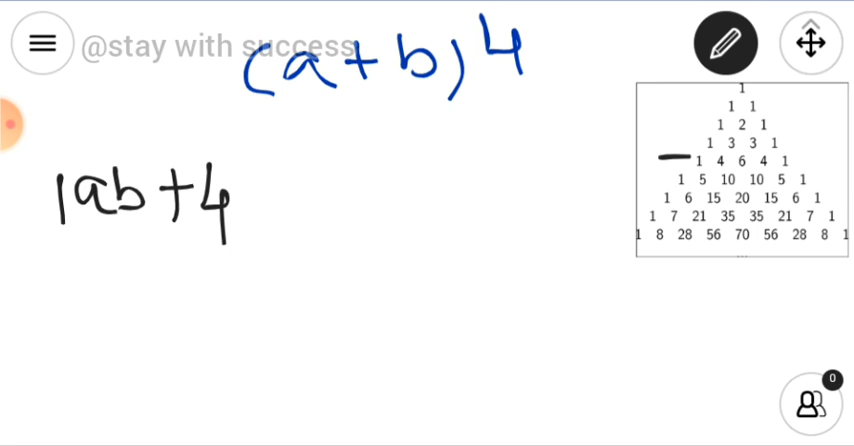 @stay with success
(a+b)4
1
1 1
1 2 1
1 3 3 1
1 4 6 4 1
1 5 10 10 5 1
1 6 15 20 15 6 1
1 7 21 35 35 21 7 1
1 8 28 56 70 56 28 8 1
...
1ab+4
0